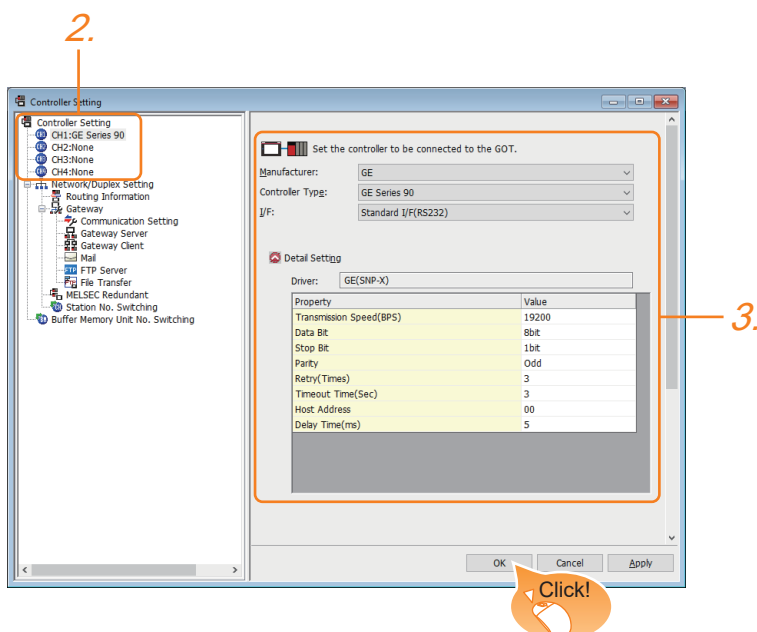 2.
Controller Setting
Controller Setting
CH1:GE Series 90
CH2:None
CH3:None
CH4:None
Network/Duplex Setting
Routing Information
Gateway
Communication Setting
Gateway Server
Gateway Client
Mail
FTP Server
File Transfer
MELSEC Redundant
Station No. Switching
Buffer Memory Unit No. Switching
Set the controller to be connected to the GOT.
Manufacturer: GE
Controller Type: GE Series 90
I/F: Standard I/F(RS232)
Detail Setting
Driver: GE(SNP-X)
Property Value
Transmission Speed(BPS) 19200
Data Bit 8bit
Stop Bit 1bit
Parity Odd
Retry(Times) 3
Timeout Time(Sec) 3
Host Address 00
Delay Time(ms) 5
3.
OK Cancel Apply
Click!